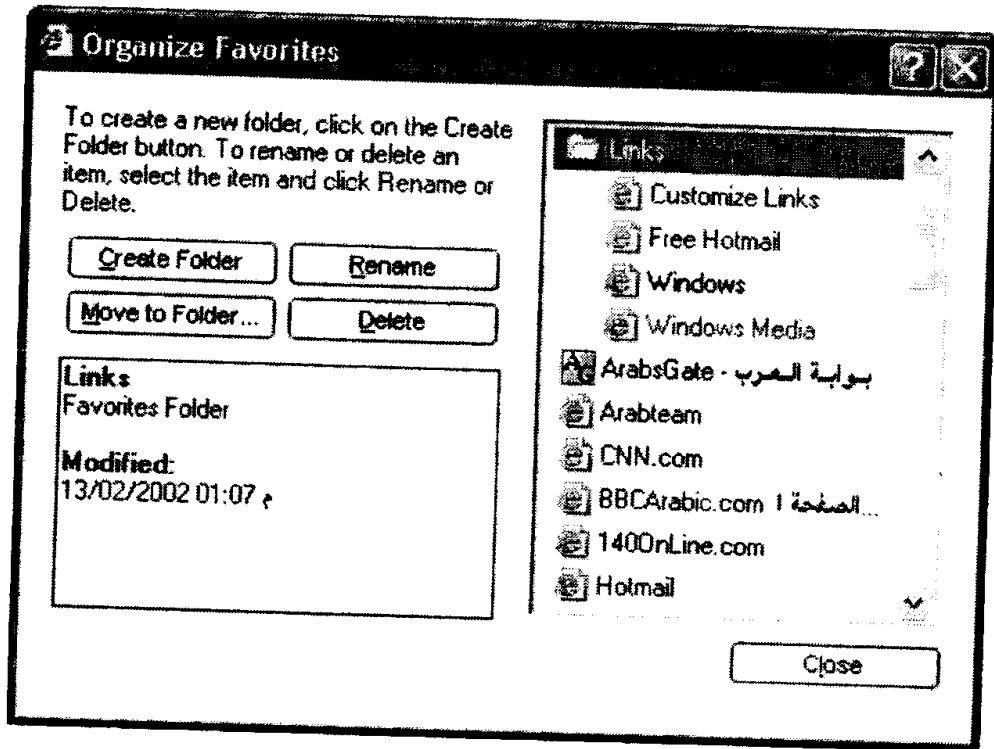 Organize Favorites
To create a new folder, click on the Create
Folder button. To rename or delete an
item, select the item and click Rename or
Delete.
Create Folder
Rename
Move to Folder...
Delete
Links
Favorites Folder
Modified:
13/02/2002 01:07 م
Links
Customize Links
Free Hotmail
Windows
Windows Media
ArabsGate - بوابة العرب
Arabteam
CNN.com
BBCArabic.com | الصفحة...
140OnLine.com
Hotmail
Close